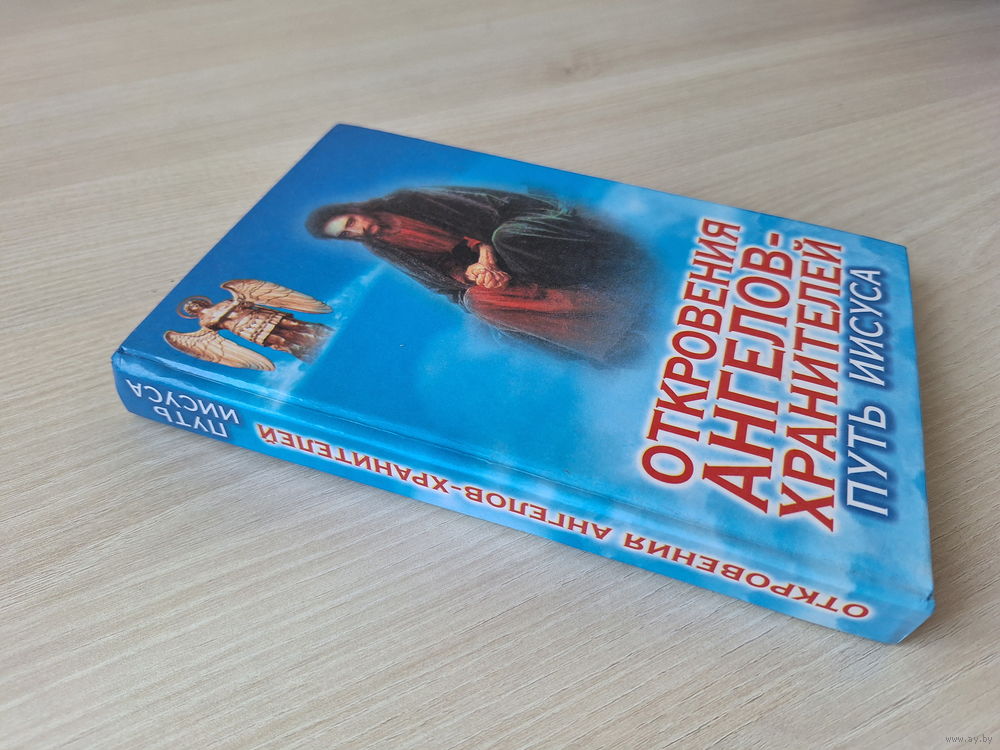 ОТКРОВЕНИЯ
АНГЕЛОВ-
ХРАНИТЕЛЕЙ
ПУТЬ ИИСУСА
ОТКРОВЕНИЯ АНГЕЛОВ-ХРАНИТЕЛЕЙ
ПУТЬ
ИИСУСА
www.ay.by